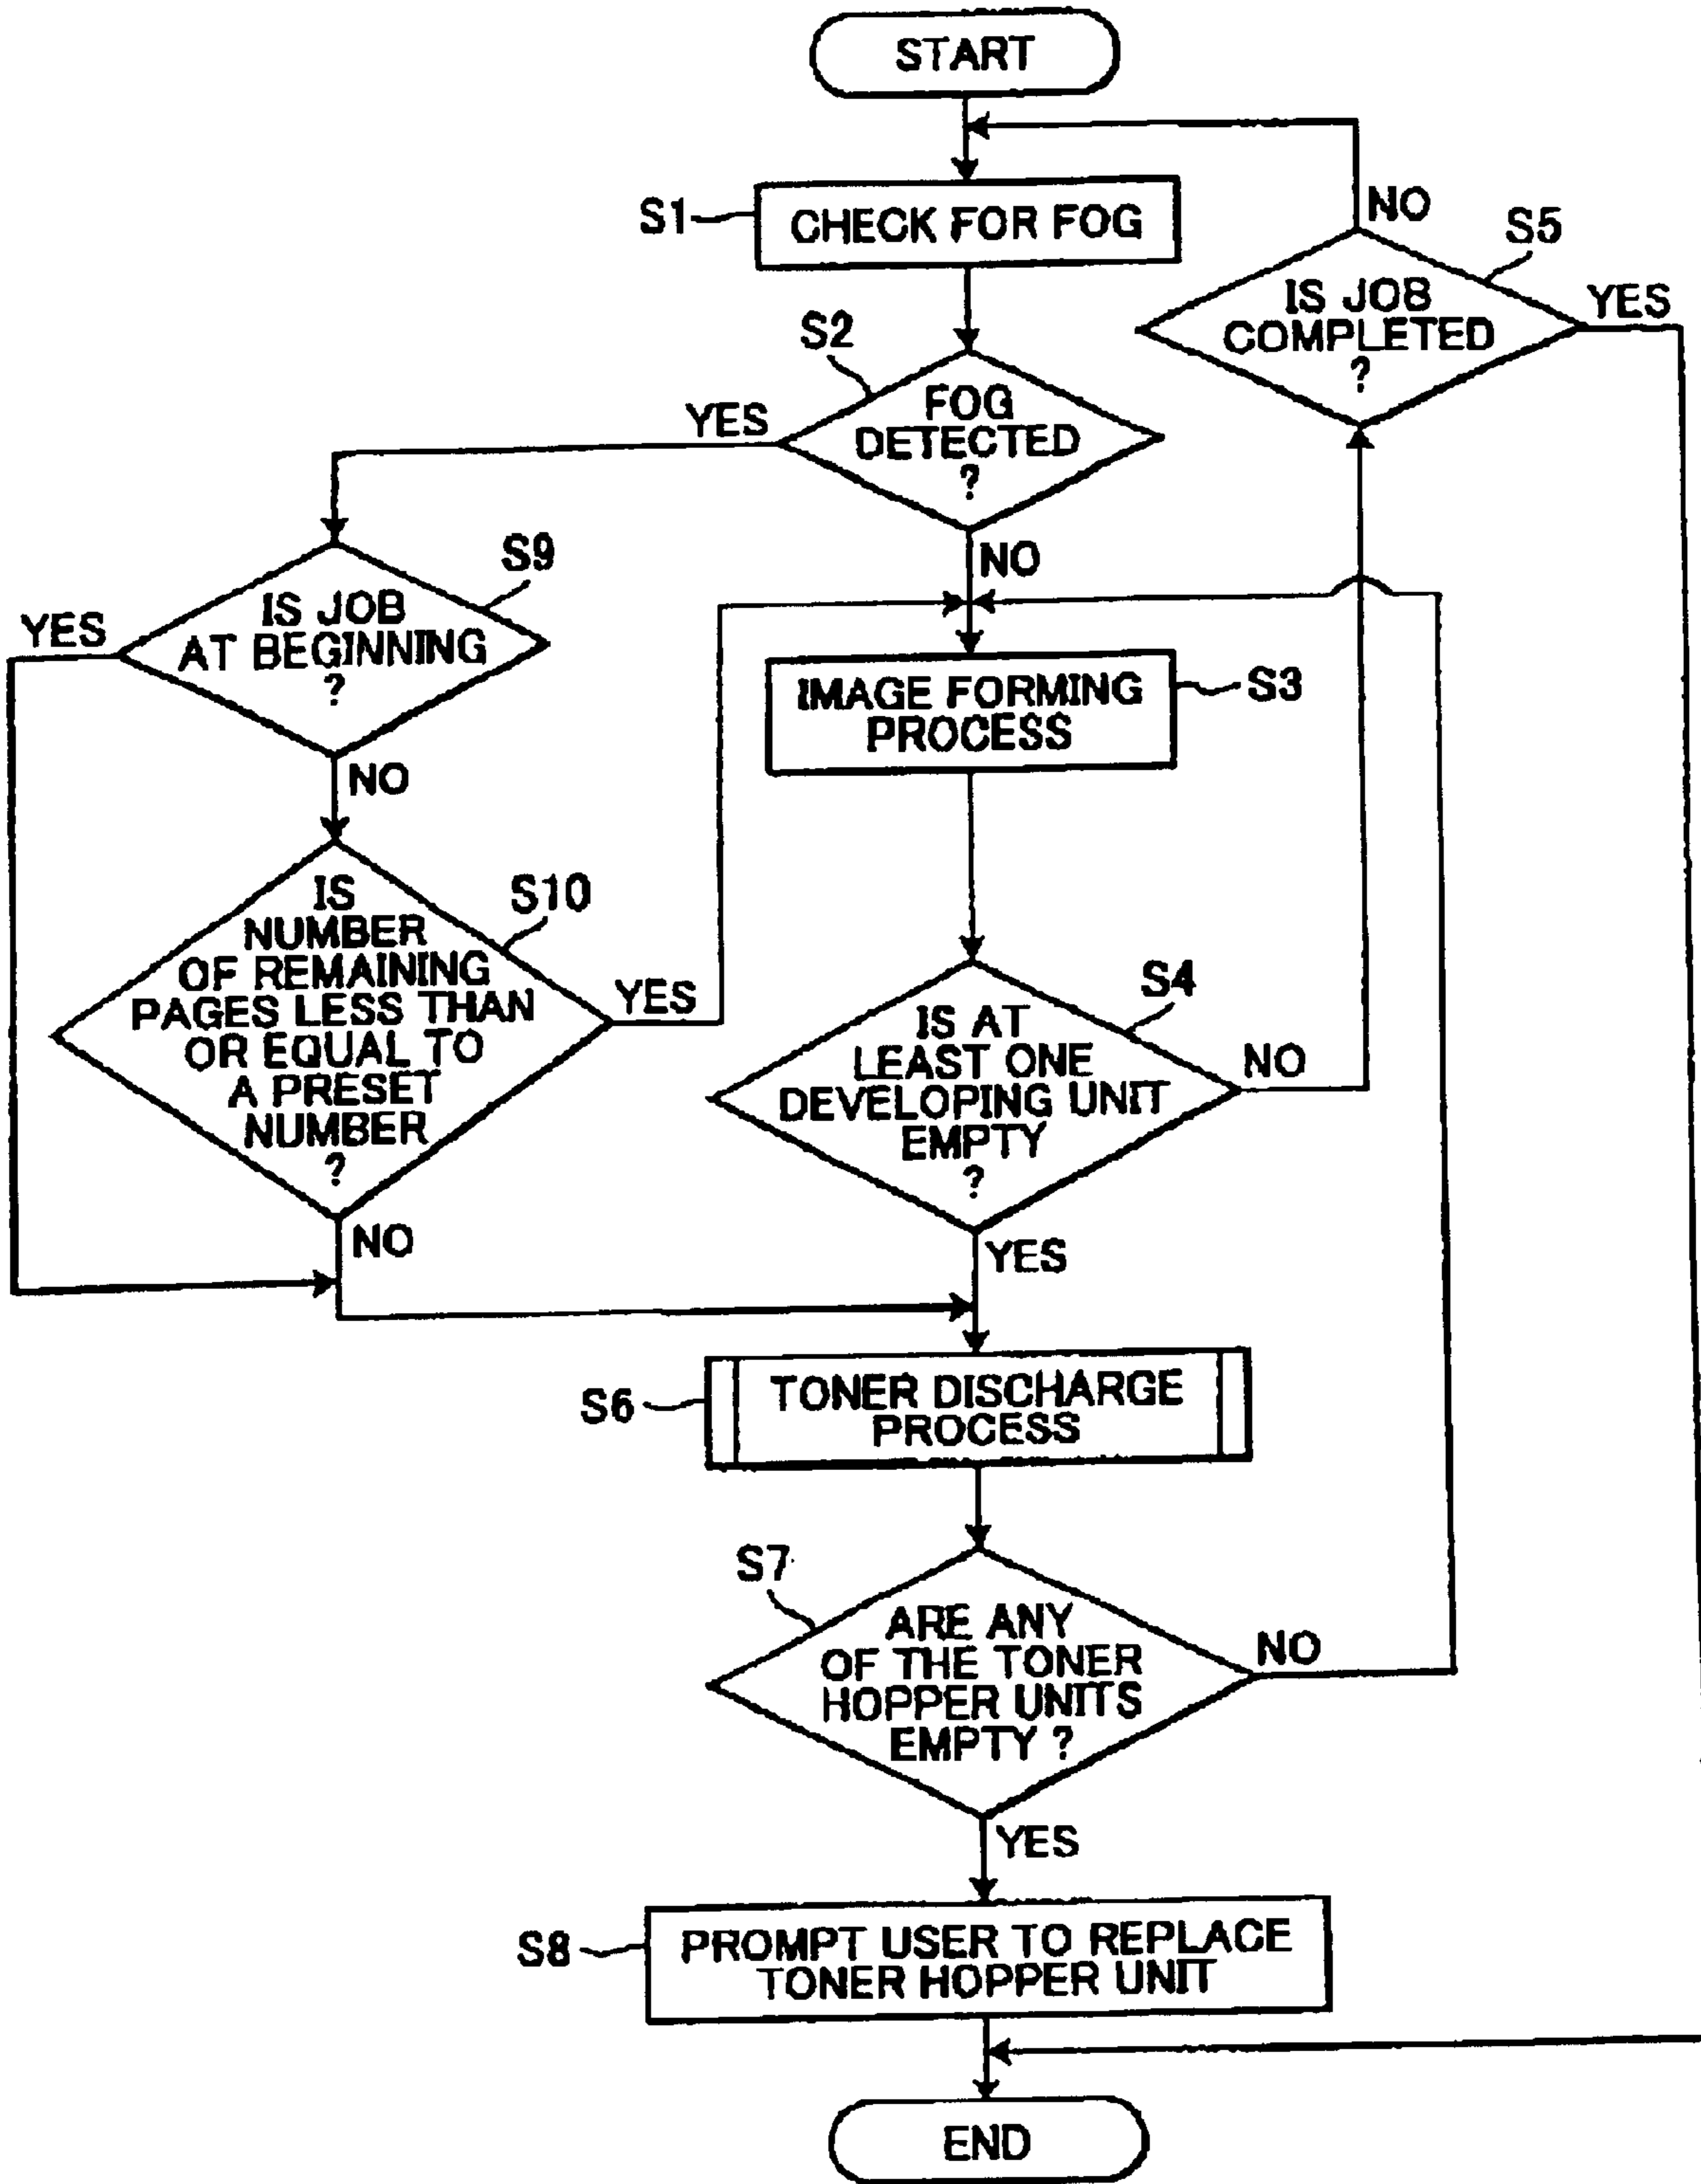 START
S1
CHECK FOR FOG
NO
S5
IS JOB
COMPLETED
?
YES
S2
YES
FOG
DETECTED
?
NO
S9
YES
IS JOB
AT BEGINNING
?
NO
IMAGE FORMING
PROCESS
S3
S10
IS
NUMBER
OF REMAINING
PAGES LESS THAN
OR EQUAL TO
A PRESET
NUMBER
?
YES
NO
S4
IS AT
LEAST ONE
DEVELOPING UNIT
EMPTY
?
NO
YES
S6
TONER DISCHARGE
PROCESS
S7
ARE ANY
OF THE TONER
HOPPER UNITS
EMPTY ?
NO
YES
S8
PROMPT USER TO REPLACE
TONER HOPPER UNIT
END